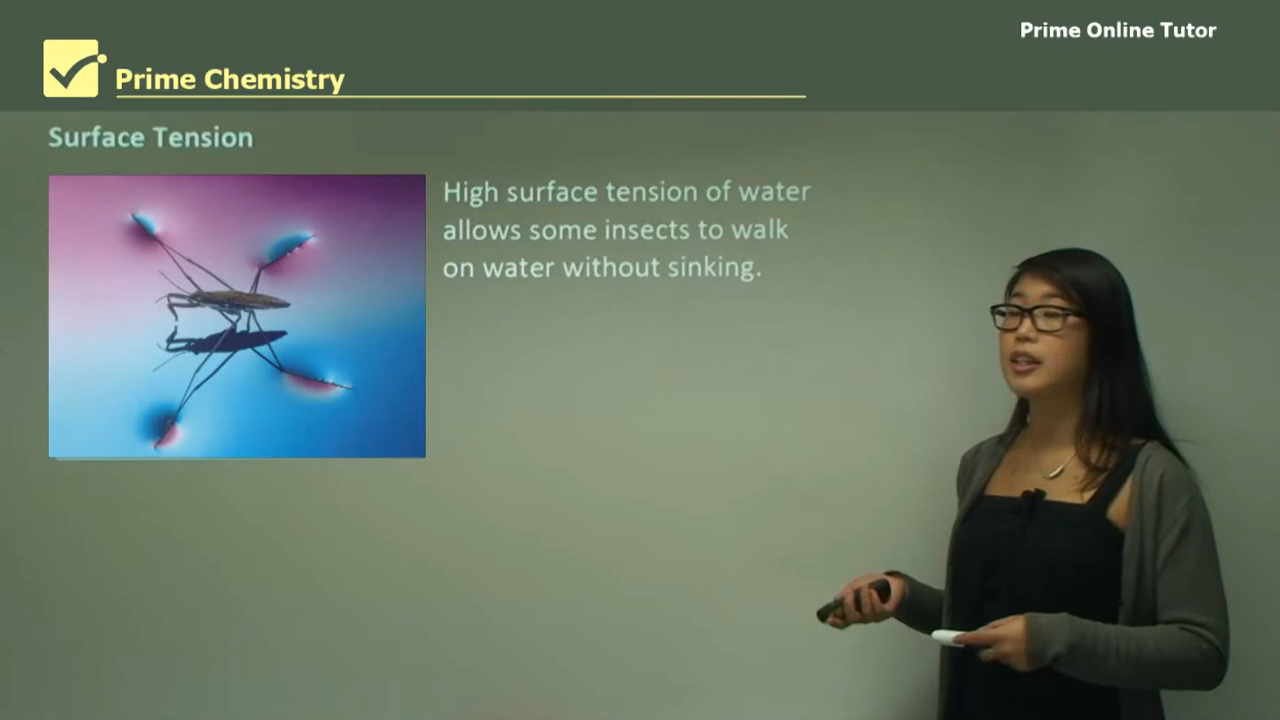 Prime Online Tutor
Prime Chemistry
Surface Tension
High surface tension of water
allows some insects to walk
on water without sinking.